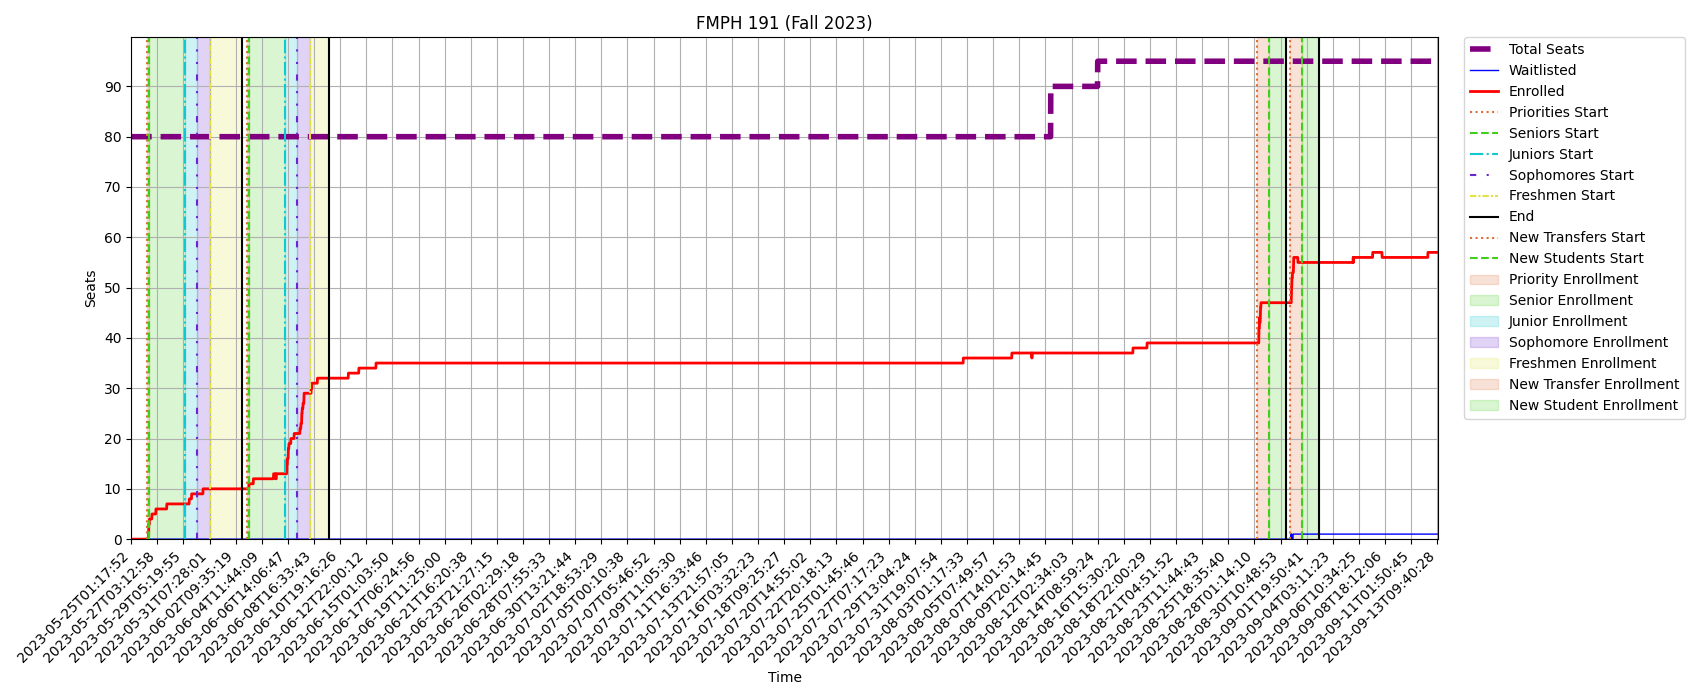 FMPH 191 (Fall 2023)
Seats
90
80
70
60
50
40
30
20
10
0
2023-05-25T01:17:52
2023-05-27T03:12:58
2023-05-29T05:19:55
2023-05-31T07:28:01
2023-06-02T09:35:19
2023-06-04T11:44:09
2023-06-06T14:06:47
2023-06-08T16:33:43
2023-06-10T19:16:26
2023-06-12T22:00:12
2023-06-15T01:03:50
2023-06-17T06:24:56
2023-06-19T11:25:00
2023-06-21T16:20:38
2023-06-23T21:27:15
2023-06-26T02:29:18
2023-06-28T07:55:33
2023-06-30T13:21:44
2023-07-02T18:53:29
2023-07-05T00:10:38
2023-07-07T05:46:52
2023-07-09T11:05:30
2023-07-11T16:33:46
2023-07-13T21:57:05
2023-07-16T03:32:23
2023-07-18T09:25:27
2023-07-20T14:55:02
2023-07-22T20:18:13
2023-07-25T01:45:46
2023-07-27T07:17:23
2023-07-29T13:04:24
2023-07-31T19:07:54
2023-08-03T01:17:33
2023-08-05T07:49:57
2023-08-07T14:01:53
2023-08-09T20:14:45
2023-08-12T02:34:03
2023-08-14T08:59:24
2023-08-16T15:30:22
2023-08-18T22:00:29
2023-08-21T04:51:52
2023-08-23T11:44:43
2023-08-25T18:35:40
2023-08-28T01:14:10
2023-08-30T10:48:53
2023-09-01T19:50:41
2023-09-04T03:11:23
2023-09-06T10:34:25
2023-09-08T18:12:06
2023-09-11T01:50:45
2023-09-13T09:40:28
Time
Total Seats
Waitlisted
Enrolled
Priorities Start
Seniors Start
Juniors Start
Sophomores Start
Freshmen Start
End
New Transfers Start
New Students Start
Priority Enrollment
Senior Enrollment
Junior Enrollment
Sophomore Enrollment
Freshmen Enrollment
New Transfer Enrollment
New Student Enrollment